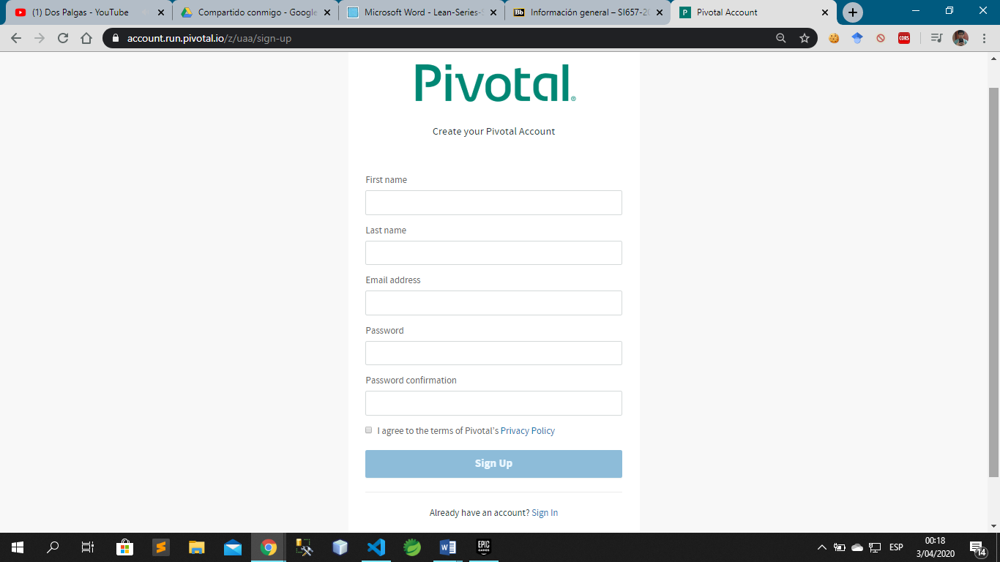 (1) Dos Palgas - YouTube
Compartido conmigo - Google
Microsoft Word - Lean-Series-
Bb
Información general – SI657-20
P
Pivotal Account
account.run.pivotal.io/z/uaa/sign-up
CORS
Pivotal®
Create your Pivotal Account
First name
Last name
Email address
Password
Password confirmation
I agree to the terms of Pivotal's Privacy Policy
Sign Up
Already have an account? Sign In
EPIC
GAMES
ESP
00:18
3/04/2020
14